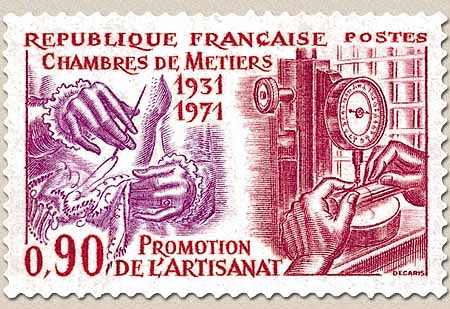 REPUBLIQUE FRANÇAISE POSTES
CHAMBRES DE METIERS
1931
1971
0,90 PROMOTION
DE L'ARTISANAT
DECARIS